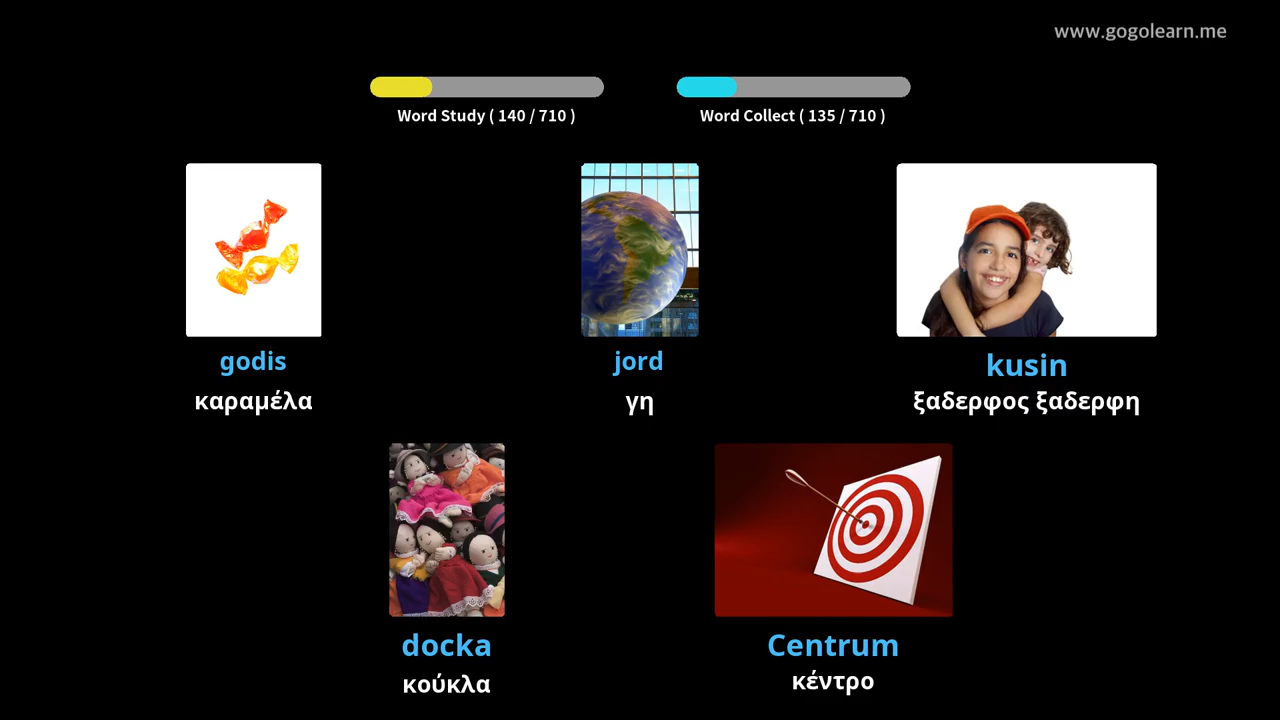 www.gogolearn.me
Word Study ( 140 / 710 )
Word Collect ( 135 / 710 )
godis
καραμέλα
jord
γη
kusin
ξαδερφος ξαδερφη
docka
κούκλα
Centrum
κέντρο